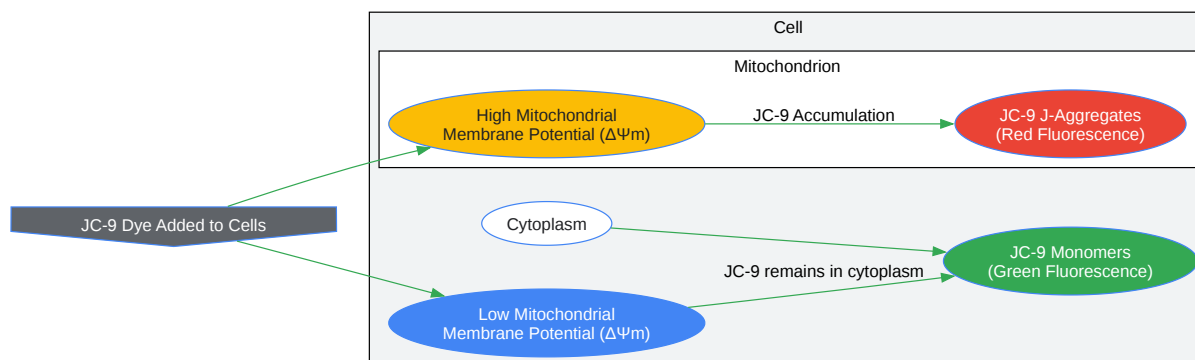 Cell
Mitochondrion
High Mitochondrial
Membrane Potential (ΔΨm)
JC-9 Accumulation
JC-9 J-Aggregates
(Red Fluorescence)
JC-9 Dye Added to Cells
Cytoplasm
JC-9 Monomers
(Green Fluorescence)
JC-9 remains in cytoplasm
Low Mitochondrial
Membrane Potential (ΔΨm)